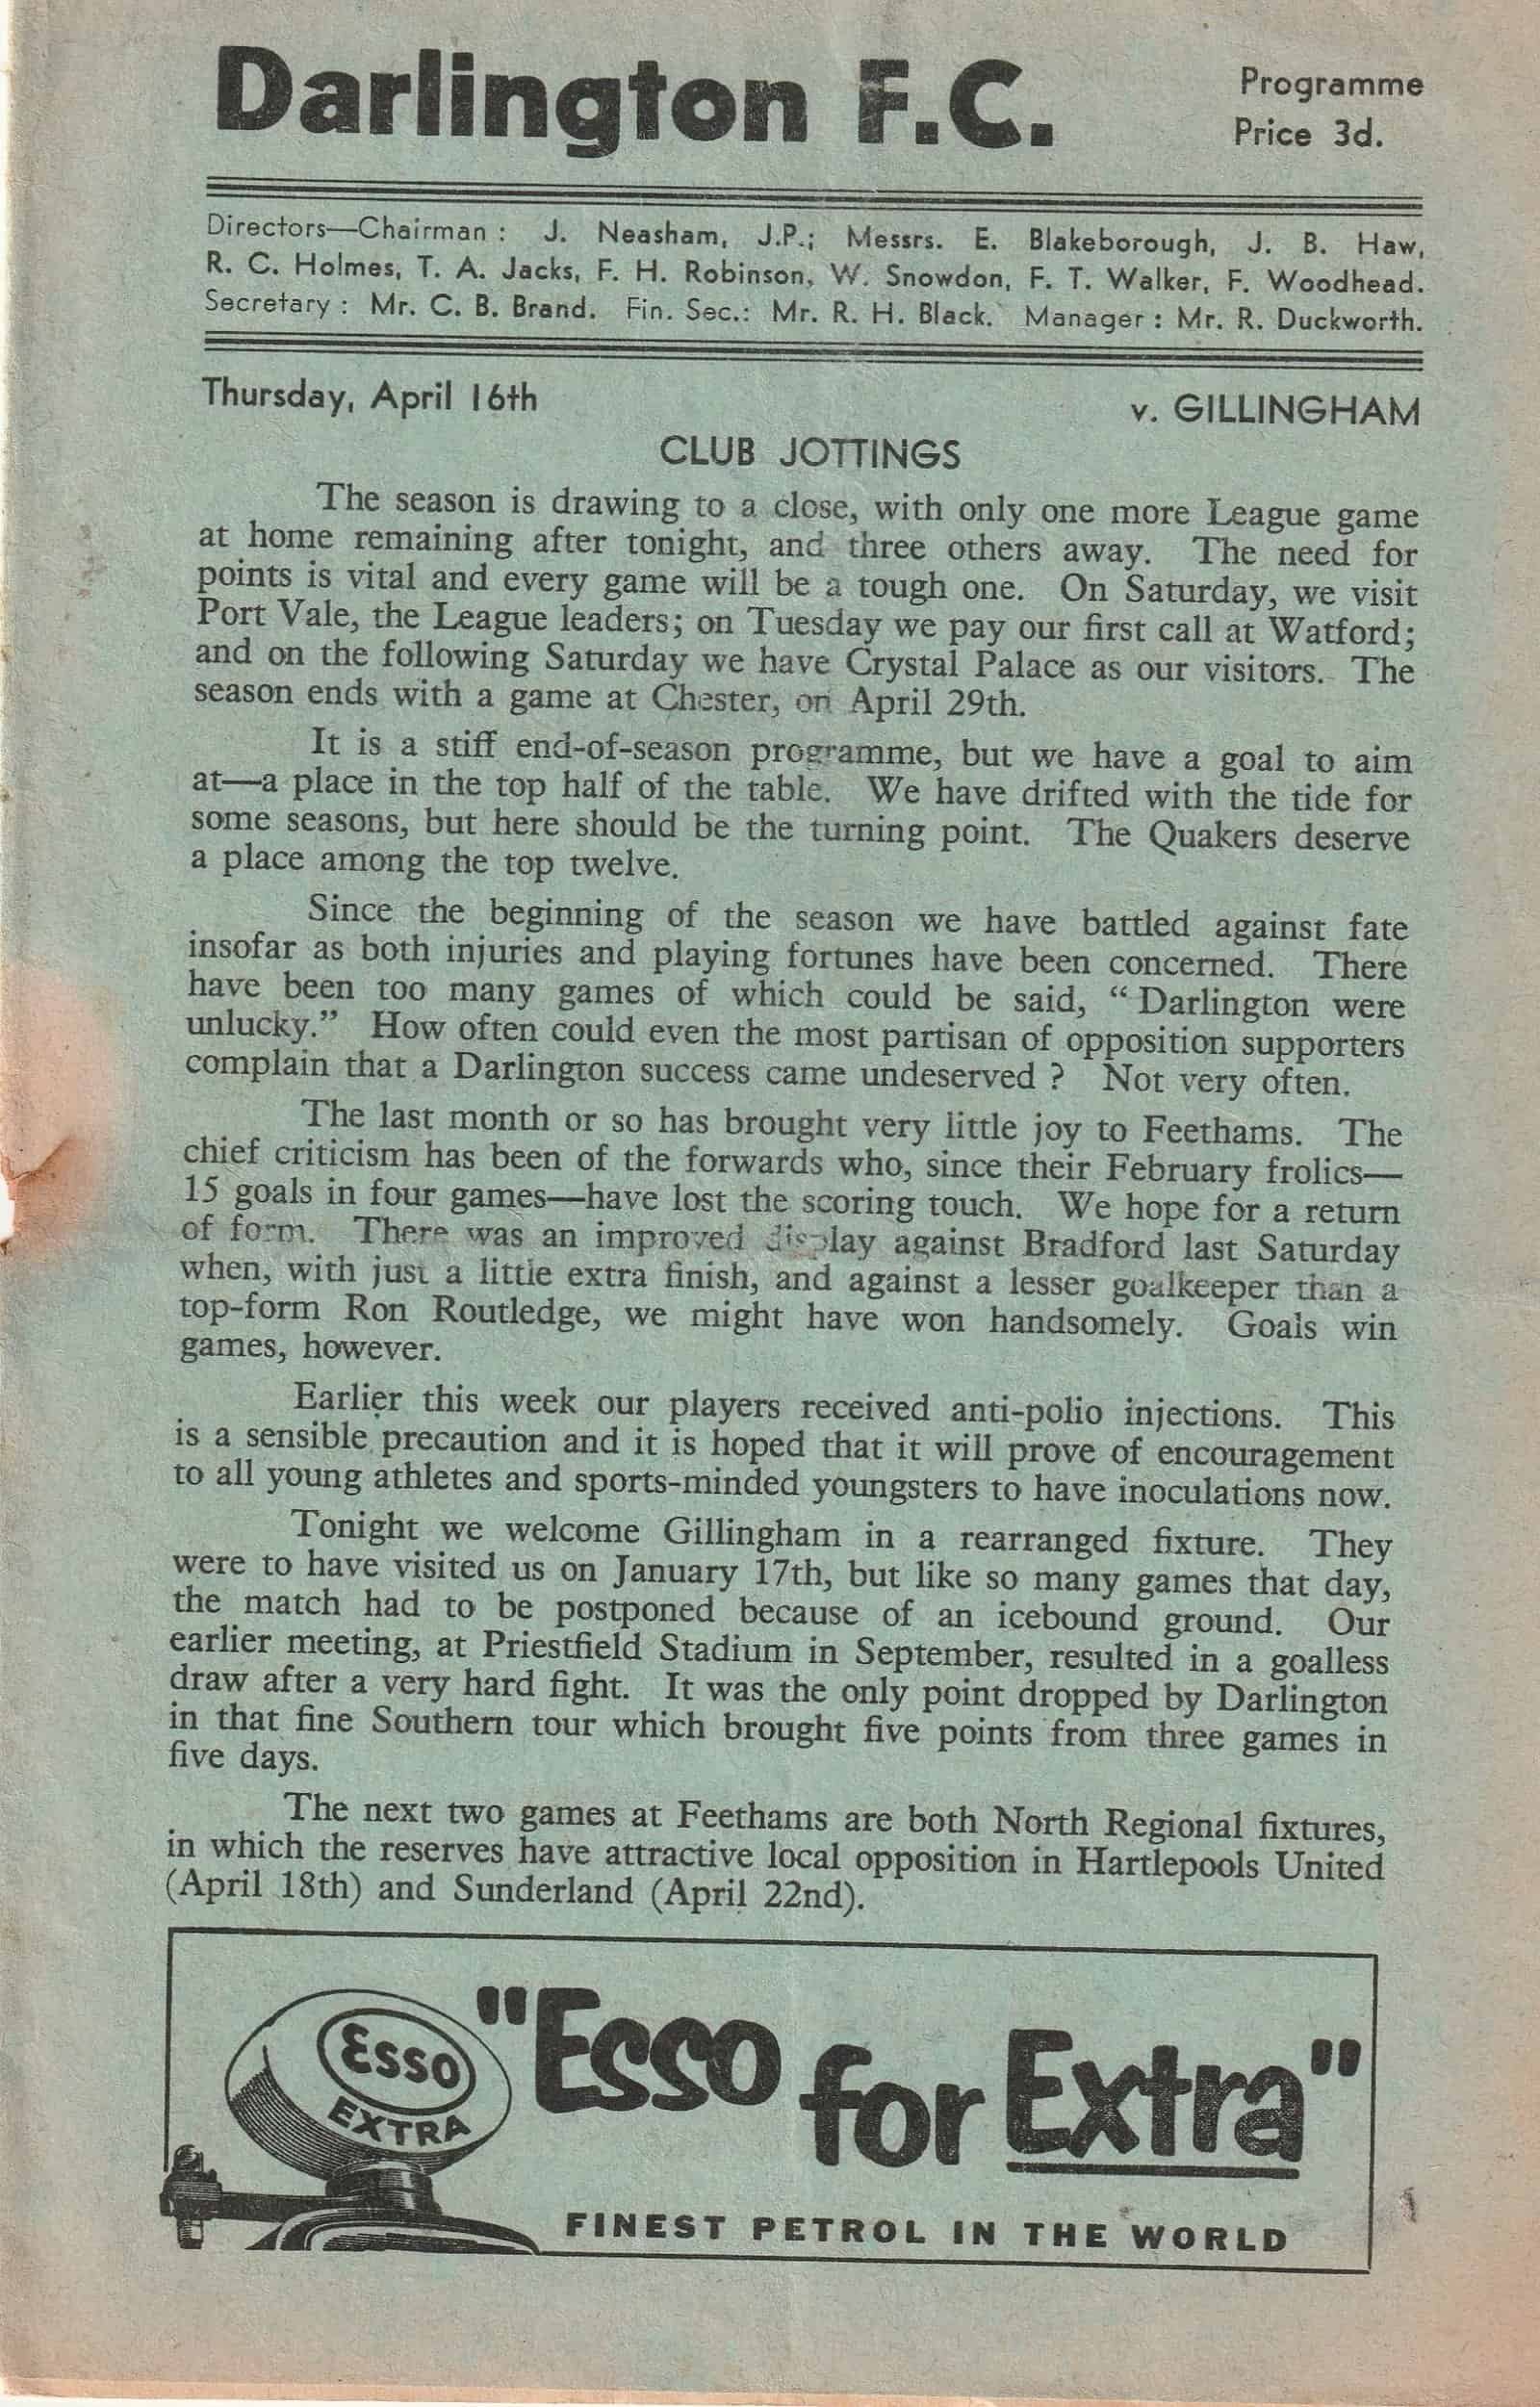 Darlington F.C.
Programme
Price 3d.
Directors—Chairman : J. Neasham, J.P.; Messrs. E. Blakeborough, J. B. Haw,
R. C. Holmes, T. A. Jacks, F. H. Robinson, W. Snowdon, F. T. Walker, F. Woodhead.
Secretary : Mr. C. B. Brand. Fin. Sec.: Mr. R. H. Black. Manager : Mr. R. Duckworth.
Thursday, April 16th
v. GILLINGHAM
CLUB JOTTINGS
The season is drawing to a close, with only one more League game
at home remaining after tonight, and three others away. The need for
points is vital and every game will be a tough one. On Saturday, we visit
Port Vale, the League leaders; on Tuesday we pay our first call at Watford;
and on the following Saturday we have Crystal Palace as our visitors. The
season ends with a game at Chester, on April 29th.
It is a stiff end-of-season programme, but we have a goal to aim
at—a place in the top half of the table. We have drifted with the tide for
some seasons, but here should be the turning point. The Quakers deserve
a place among the top twelve.
Since the beginning of the season we have battled against fate
insofar as both injuries and playing fortunes have been concerned. There
have been too many games of which could be said, “ Darlington were
unlucky.” How often could even the most partisan of opposition supporters
complain that a Darlington success came undeserved ? Not very often.
The last month or so has brought very little joy to Feethams. The
chief criticism has been of the forwards who, since their February frolics—
15 goals in four games—have lost the scoring touch. We hope for a return
of form. There was an improved display against Bradford last Saturday
when, with just a little extra finish, and against a lesser goalkeeper than a
top-form Ron Routledge, we might have won handsomely. Goals win
games, however.
Earlier this week our players received anti-polio injections. This
is a sensible precaution and it is hoped that it will prove of encouragement
to all young athletes and sports-minded youngsters to have inoculations now.
Tonight we welcome Gillingham in a rearranged fixture. They
were to have visited us on January 17th, but like so many games that day,
the match had to be postponed because of an icebound ground. Our
earlier meeting, at Priestfield Stadium in September, resulted in a goalless
draw after a very hard fight. It was the only point dropped by Darlington
in that fine Southern tour which brought five points from three games in
five days.
The next two games at Feethams are both North Regional fixtures,
in which the reserves have attractive local opposition in Hartlepools United
(April 18th) and Sunderland (April 22nd).
Esso
EXTRA
"Esso for Extra"
FINEST PETROL IN THE WORLD